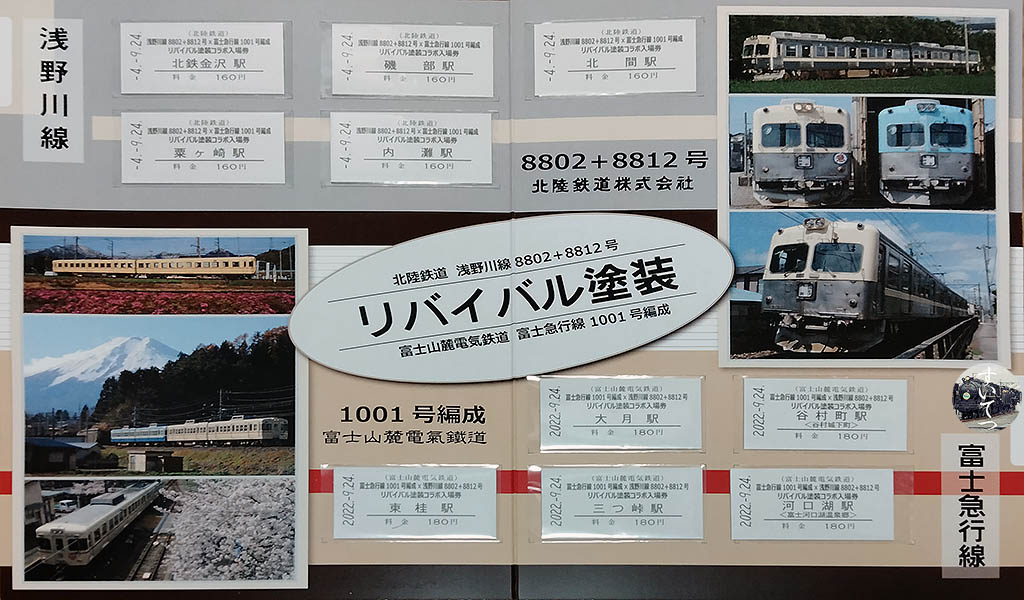 浅野川線
-4.-9.24.
(北陸鉄道)
浅野川線 8802+8812号×富士急行線 1001号編成
リバイバル塗装コラボ入場券
北鉄金沢駅
料金 160円
-4.-9.24.
(北陸鉄道)
浅野川線 8802+8812号×富士急行線 1001号編成
リバイバル塗装コラボ入場券
磯部駅
料金 160円
-4.-9.24.
(北陸鉄道)
浅野川線 8802+8812号×富士急行線 1001号編成
リバイバル塗装コラボ入場券
北間駅
料金 160円
-4.-9.24.
(北陸鉄道)
浅野川線 8802+8812号×富士急行線 1001号編成
リバイバル塗装コラボ入場券
粟ヶ崎駅
料金 160円
-4.-9.24.
(北陸鉄道)
浅野川線 8802+8812号×富士急行線 1001号編成
リバイバル塗装コラボ入場券
内灘駅
料金 160円
8802+8812号
北陸鉄道株式会社
北陸鉄道 浅野川線 8802+8812号
リバイバル塗装
富士山麓電気鉄道 富士急行線 1001号編成
1001号編成
富士山麓電氣鐵道
2022.-9.24.
(富士山麓電気鉄道)
富士急行線 1001号編成×浅野川線 8802+8812号
リバイバル塗装コラボ入場券
大月駅
料金 180円
2022.-9.24.
(富士山麓電気鉄道)
富士急行線 1001号編成×浅野川線 8802+8812号
リバイバル塗装コラボ入場券
谷村町駅
<谷村城下町>
料金 180円
2022.-9.24.
(富士山麓電気鉄道)
富士急行線 1001号編成×浅野川線 8802+8812号
リバイバル塗装コラボ入場券
東桂駅
料金 180円
2022.-9.24.
(富士山麓電気鉄道)
富士急行線 1001号編成×浅野川線 8802+8812号
リバイバル塗装コラボ入場券
三つ峠駅
料金 180円
2022.-9.24.
(富士山麓電気鉄道)
富士急行線 1001号編成×浅野川線 8802+8812号
リバイバル塗装コラボ入場券
河口湖駅
<富士河口湖温泉郷>
料金 180円
すいてつ
富士急行線